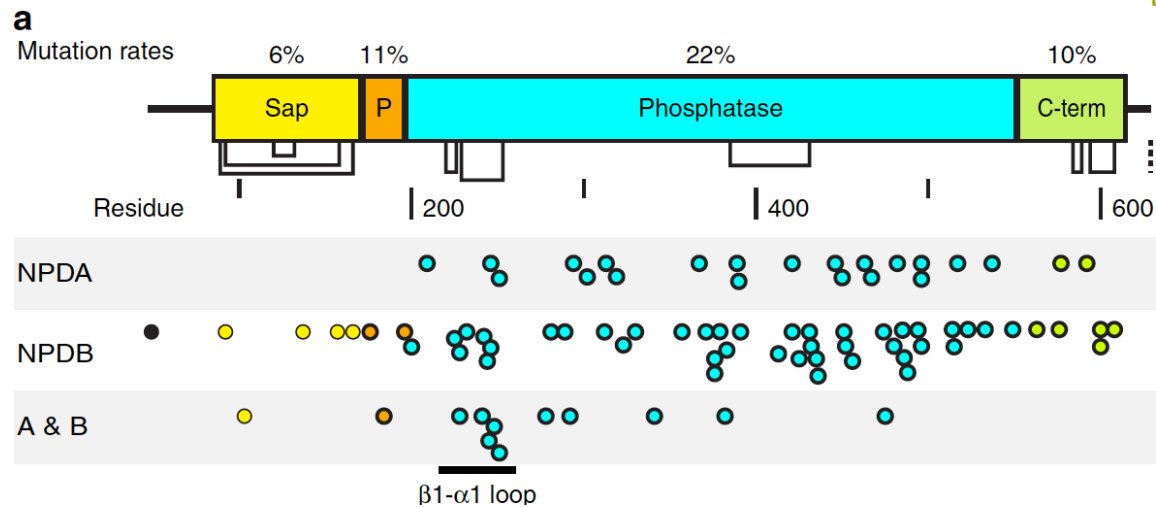 a
Mutation rates 6% 11% 22% 10%
Sap P Phosphatase C-term
Residue 200 400 600
NPDA
NPDB
A & B
β1-α1 loop